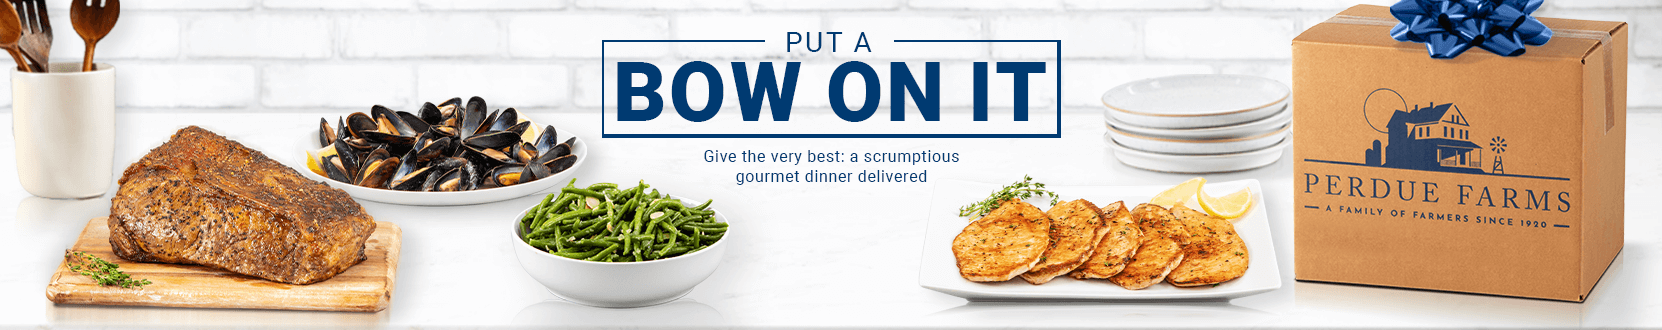 PUT A
BOW ON IT
Give the very best: a scrumptious
gourmet dinner delivered
PERDUE FARMS
A FAMILY OF FARMERS SINCE 1920